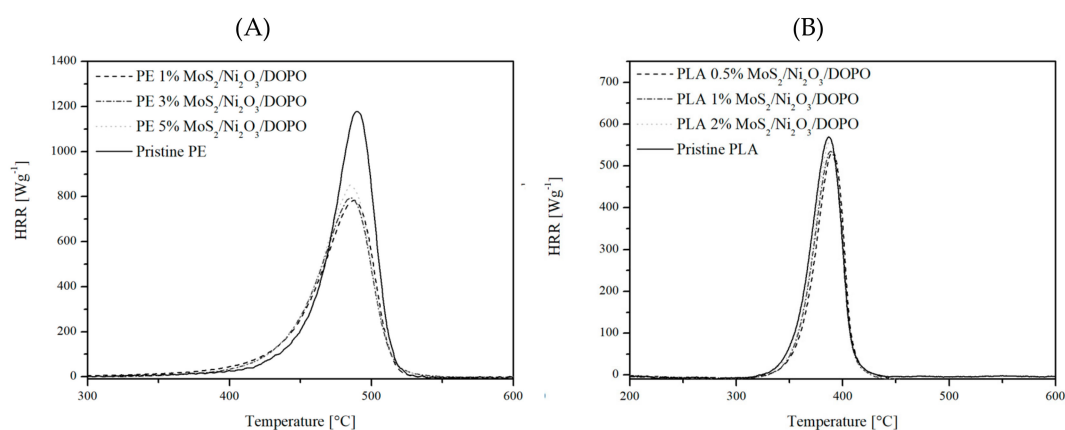 (A)
(B)
1400
1200
1000
800
600
400
200
0
HRR [Wg⁻¹]
PE 1% MoS₂/Ni₂O₃/DOPO
PE 3% MoS₂/Ni₂O₃/DOPO
PE 5% MoS₂/Ni₂O₃/DOPO
Pristine PE
300
400
500
600
Temperature [°C]
700
600
500
400
300
200
100
0
HRR [Wg⁻¹]
PLA 0.5% MoS₂/Ni₂O₃/DOPO
PLA 1% MoS₂/Ni₂O₃/DOPO
PLA 2% MoS₂/Ni₂O₃/DOPO
Pristine PLA
200
300
400
500
600
Temperature [°C]